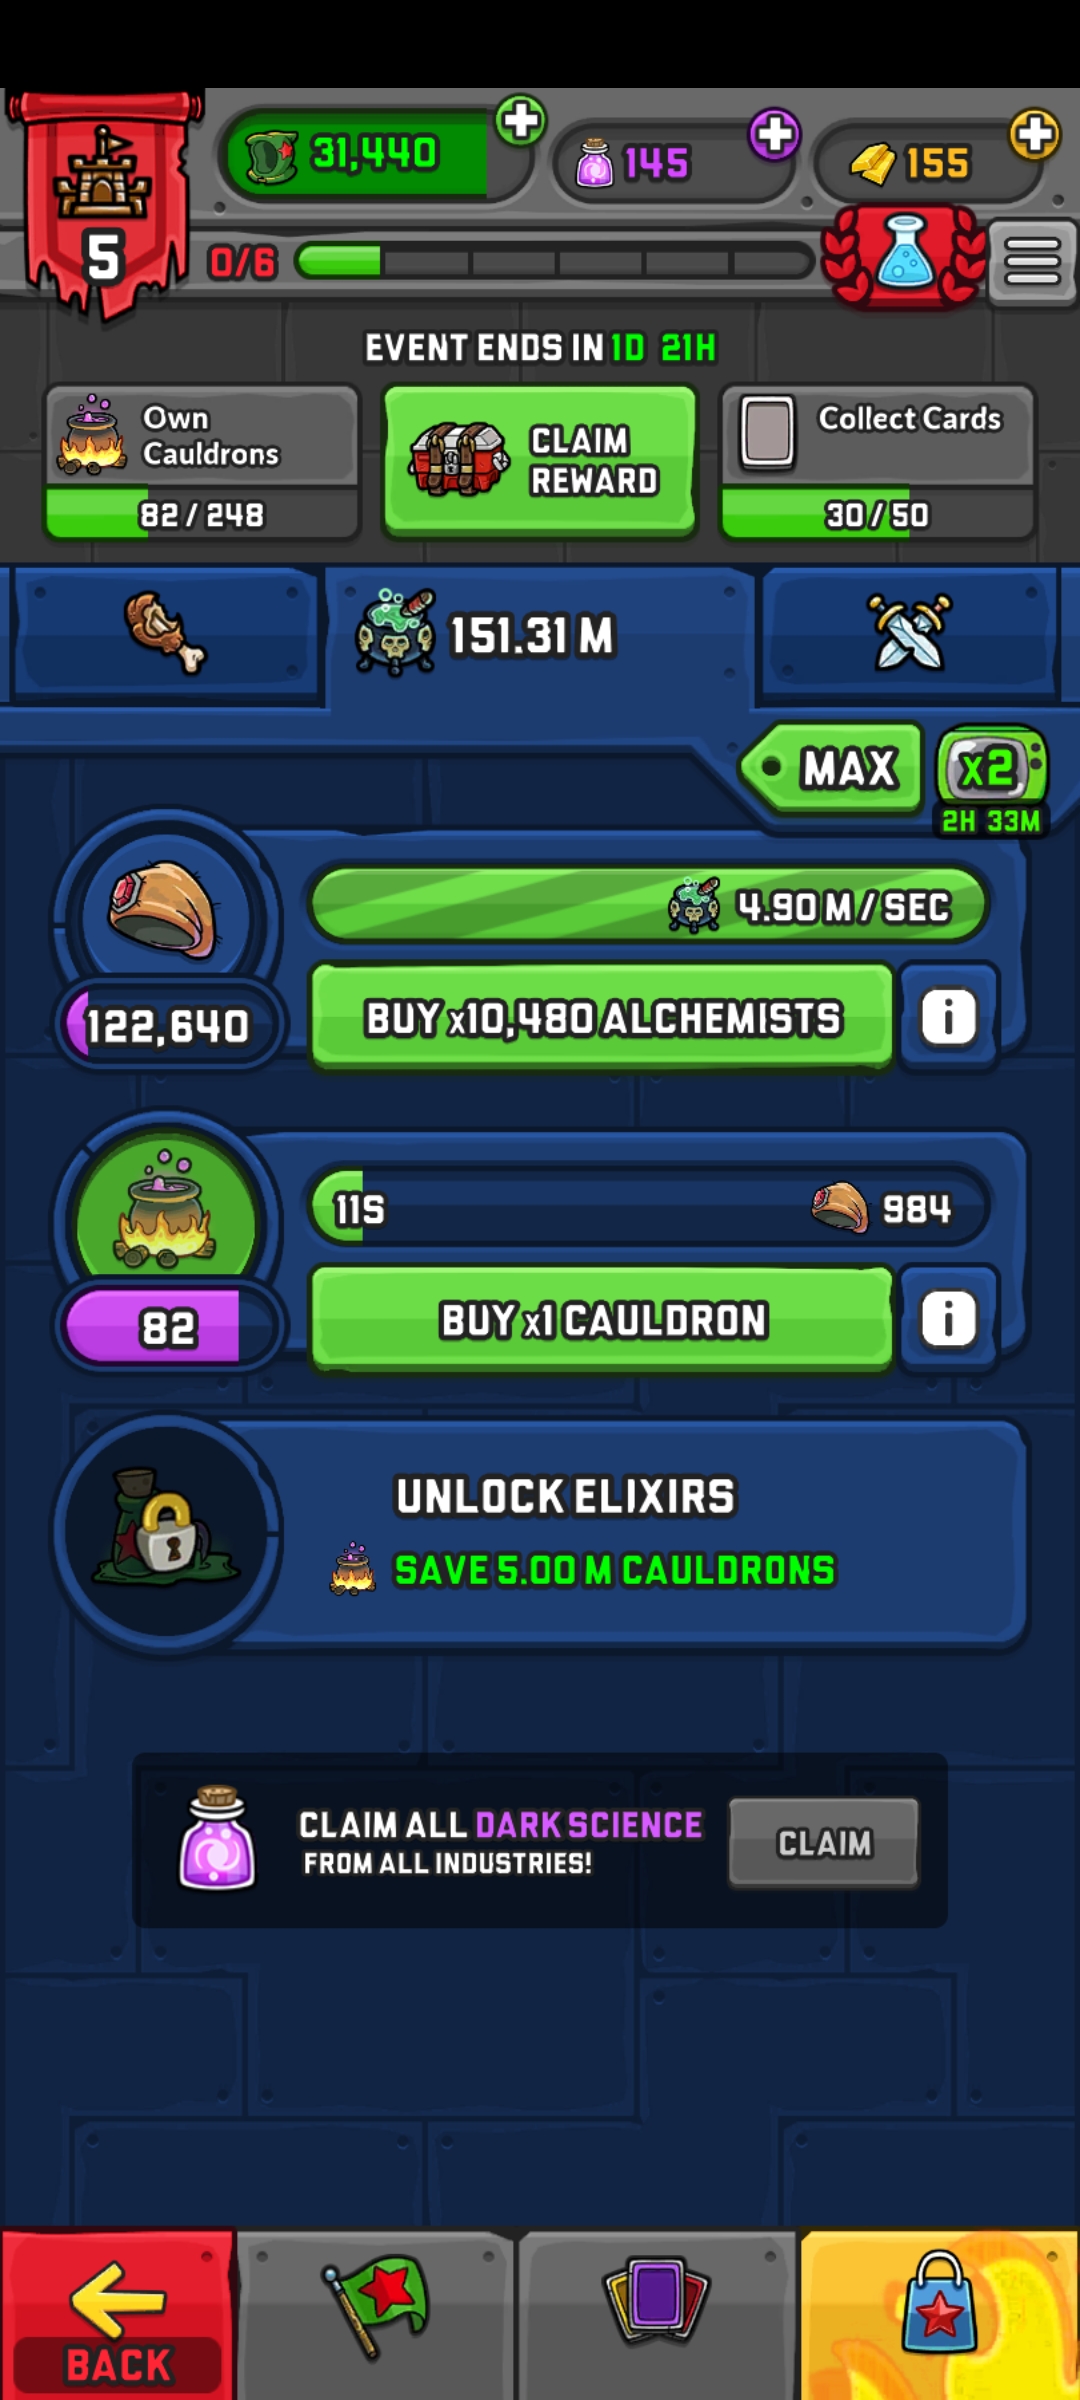 31,440
145
155
5
0/6
EVENT ENDS IN 1D 21H
Own
Cauldrons
82 / 248
CLAIM
REWARD
Collect Cards
30 / 50
151.31 M
MAX
x2
2H 33M
4.90 M / SEC
122,640
BUY x10,480 ALCHEMISTS
i
11S
984
82
BUY x1 CAULDRON
i
UNLOCK ELIXIRS
SAVE 5.00 M CAULDRONS
CLAIM ALL DARK SCIENCE
FROM ALL INDUSTRIES!
CLAIM
BACK